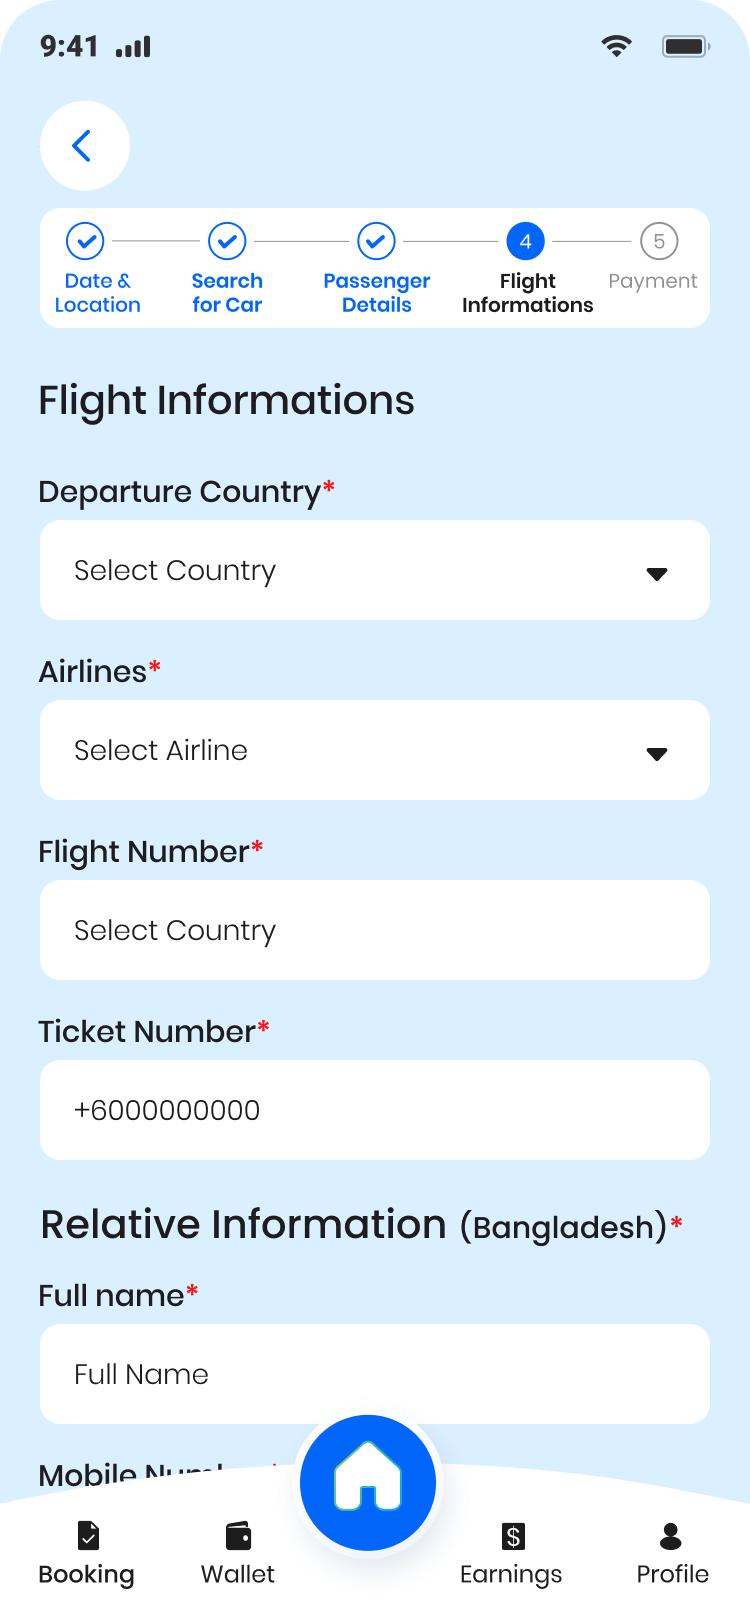 9:41
4
5
Date &
Location
Search
for Car
Passenger
Details
Flight
Informations
Payment
Flight Informations
Departure Country*
Select Country
Airlines*
Select Airline
Flight Number*
Select Country
Ticket Number*
+6000000000
Relative Information (Bangladesh)*
Full name*
Full Name
Mobile Number*
$
Booking
Wallet
Earnings
Profile